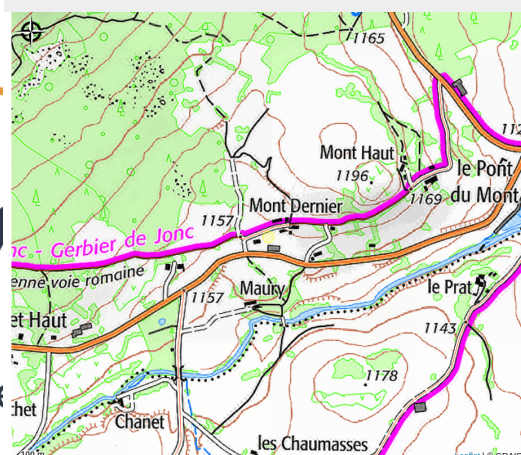 1165
Mont Haut
1196
le Pont
du Mont
1169
Mont Dernier
1157
nc - Gerbier de Jonc
enne voie romaine
1157
Maury
le Prat
et Haut
1143
1178
chet
Chanet
les Chaumasses
100 m